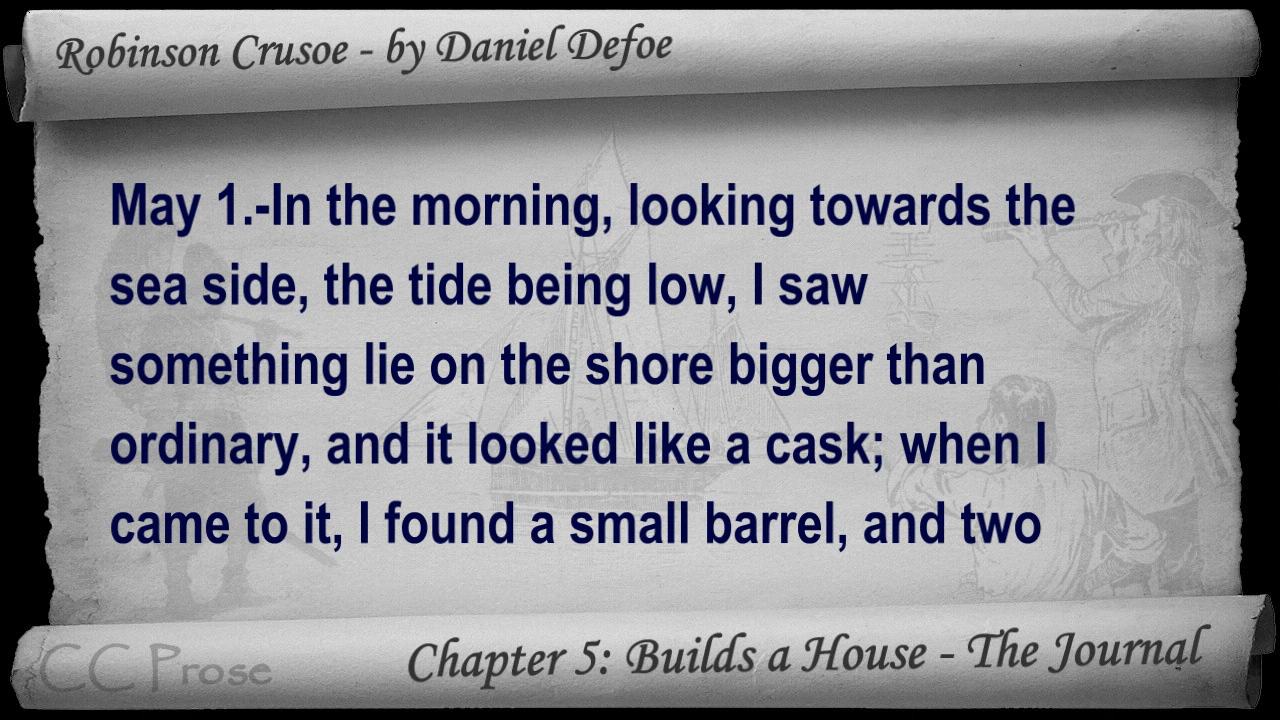 Robinson Crusoe - by Daniel Defoe
May 1.-In the morning, looking towards the
sea side, the tide being low, I saw
something lie on the shore bigger than
ordinary, and it looked like a cask; when I
came to it, I found a small barrel, and two
CC Prose
Chapter 5: Builds a House - The Journal